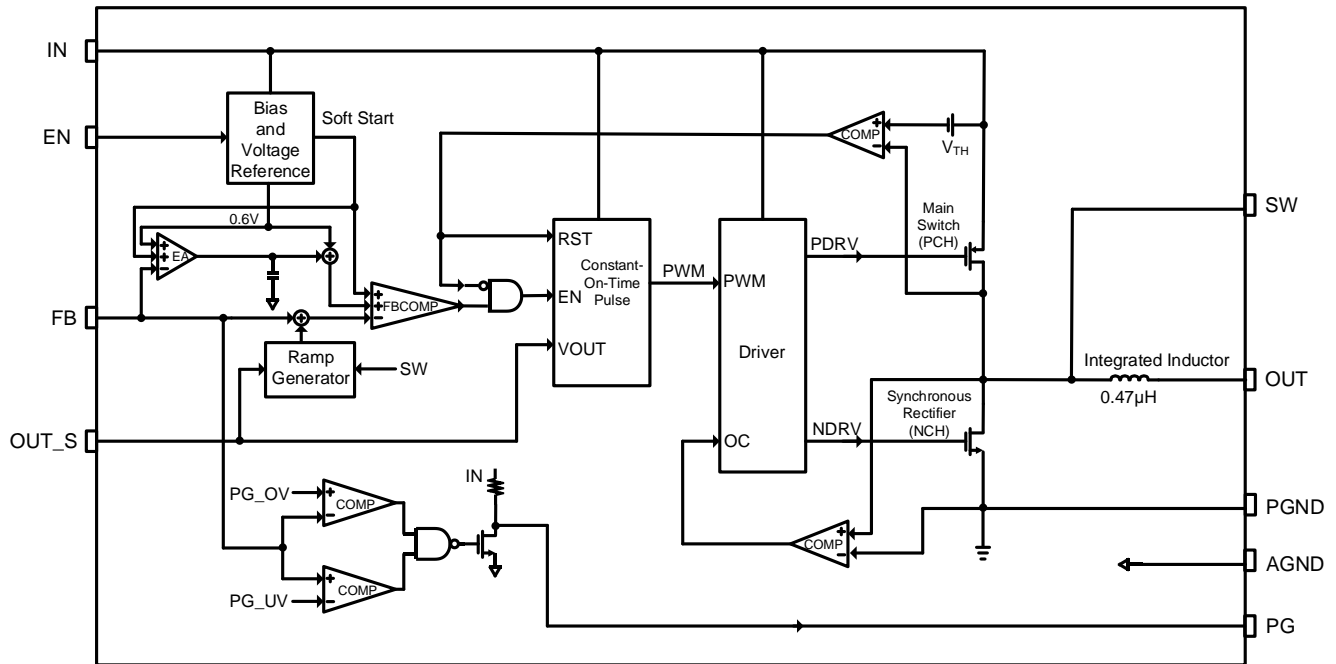 IN
EN
Bias
and
Voltage
Reference
Soft Start
0.6V
+
+
−
EA
+
FB
+
+
+
−
FBCOMP
Ramp
Generator
SW
OUT_S
RST
Constant-
On-Time
Pulse
EN
VOUT
PWM
PWM
Driver
OC
PDRV
NDRV
COMP
+
−
VTH
Main
Switch
(PCH)
Synchronous
Rectifier
(NCH)
Integrated Inductor
0.47µH
COMP
+
−
PG_OV
+
−
COMP
PG_UV
+
−
COMP
IN
SW
OUT
PGND
AGND
PG